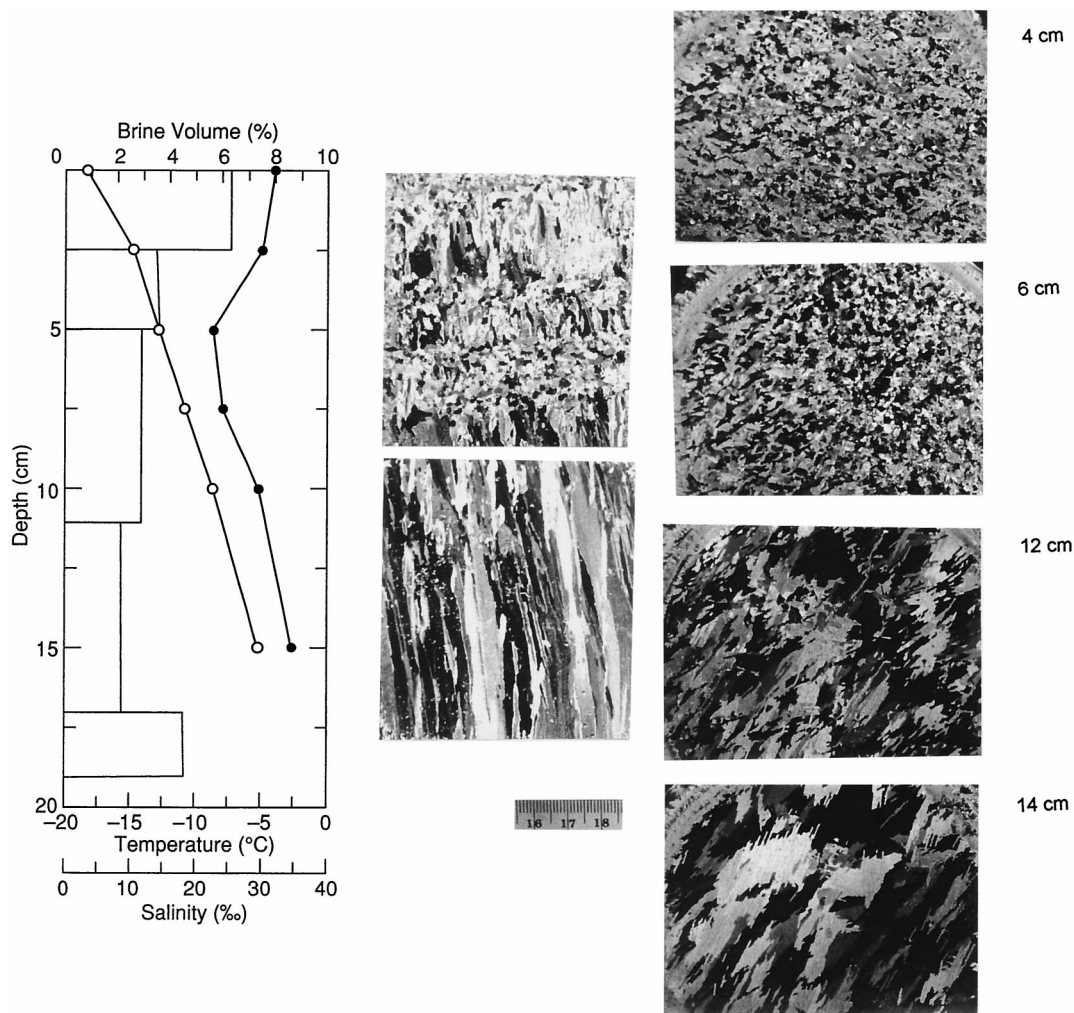 Brine Volume (%)
0 2 4 6 8 10
5
10
15
20
Depth (cm)
–20 –15 –10 –5 0
Temperature (°C)
0 10 20 30 40
Salinity (‰)
16 17 18
4 cm
6 cm
12 cm
14 cm